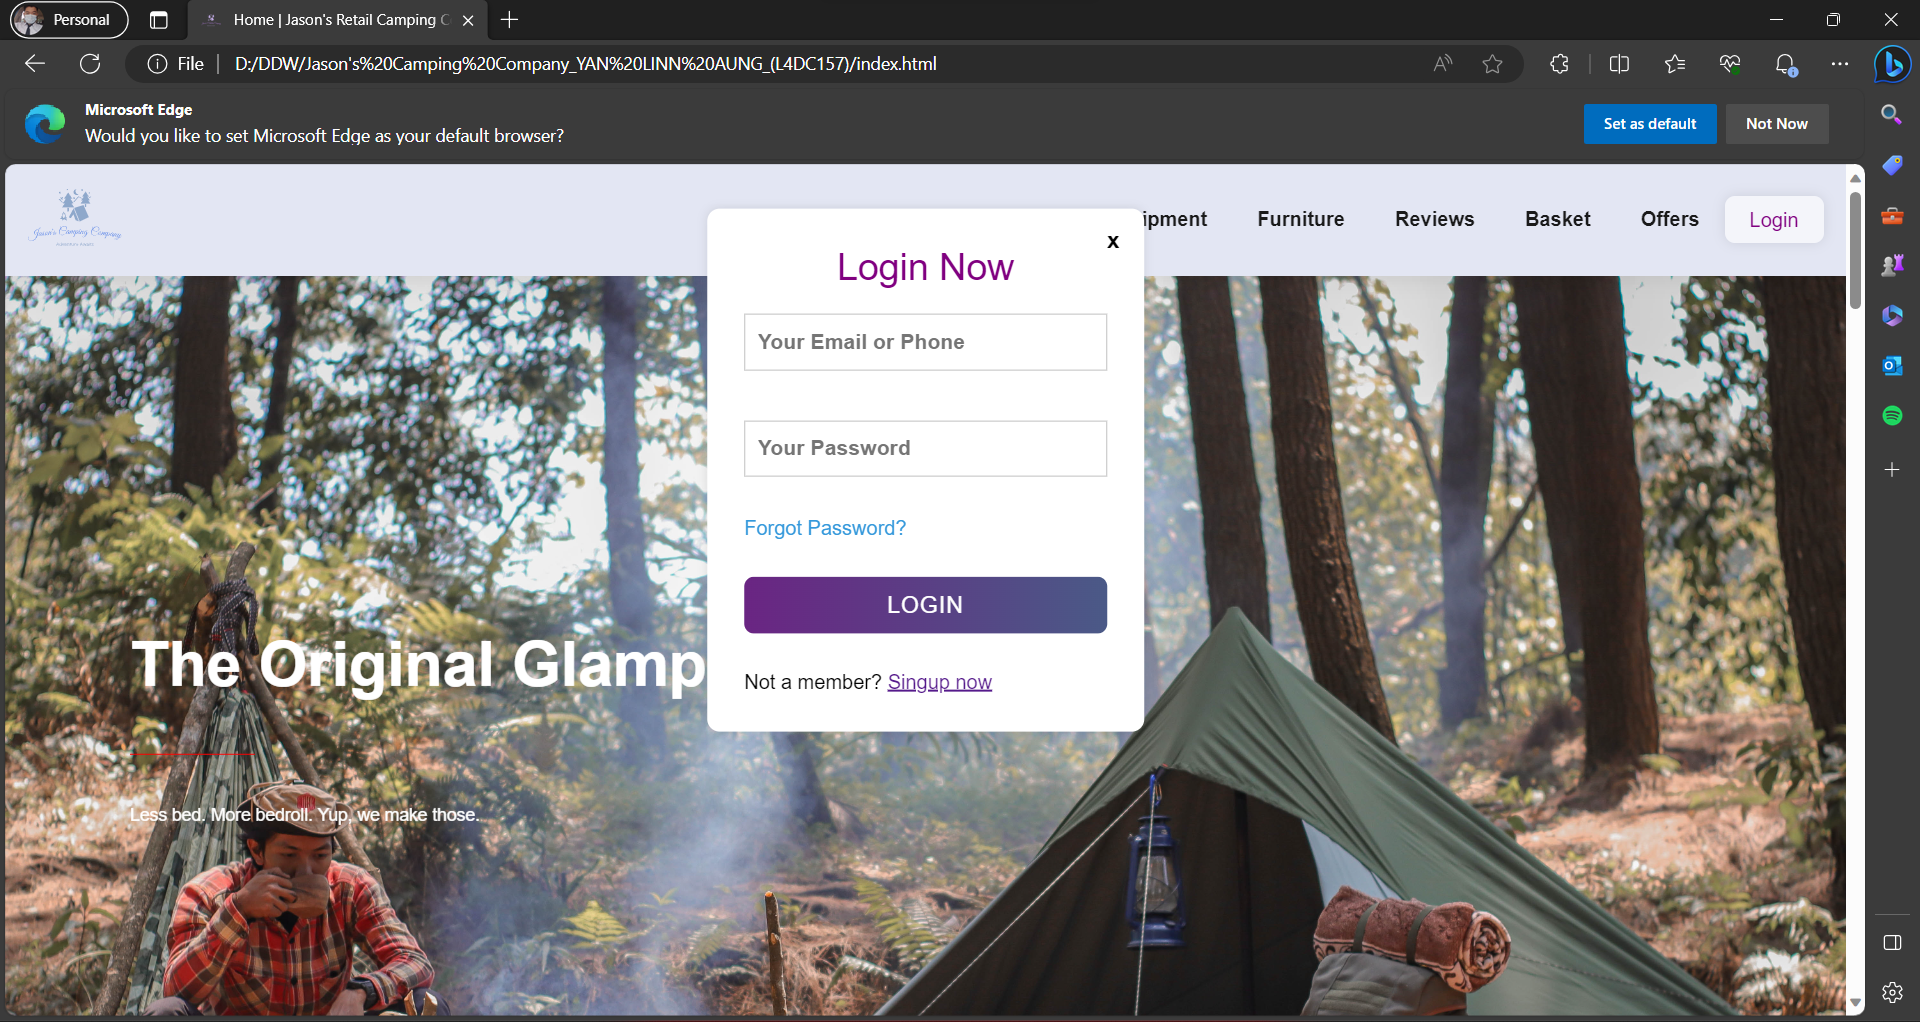 Personal
Home | Jason's Retail Camping C
File
D:/DDW/Jason's%20Camping%20Company_YAN%20LINN%20AUNG_(L4DC157)/index.html
Microsoft Edge
Would you like to set Microsoft Edge as your default browser?
Set as default
Not Now
Jason's Camping Company
ipment
Furniture
Reviews
Basket
Offers
Login
x
Login Now
Your Email or Phone
Your Password
Forgot Password?
LOGIN
Not a member? Singup now
The Original Glamp
Less bed. More bedroll. Yup, we make those.